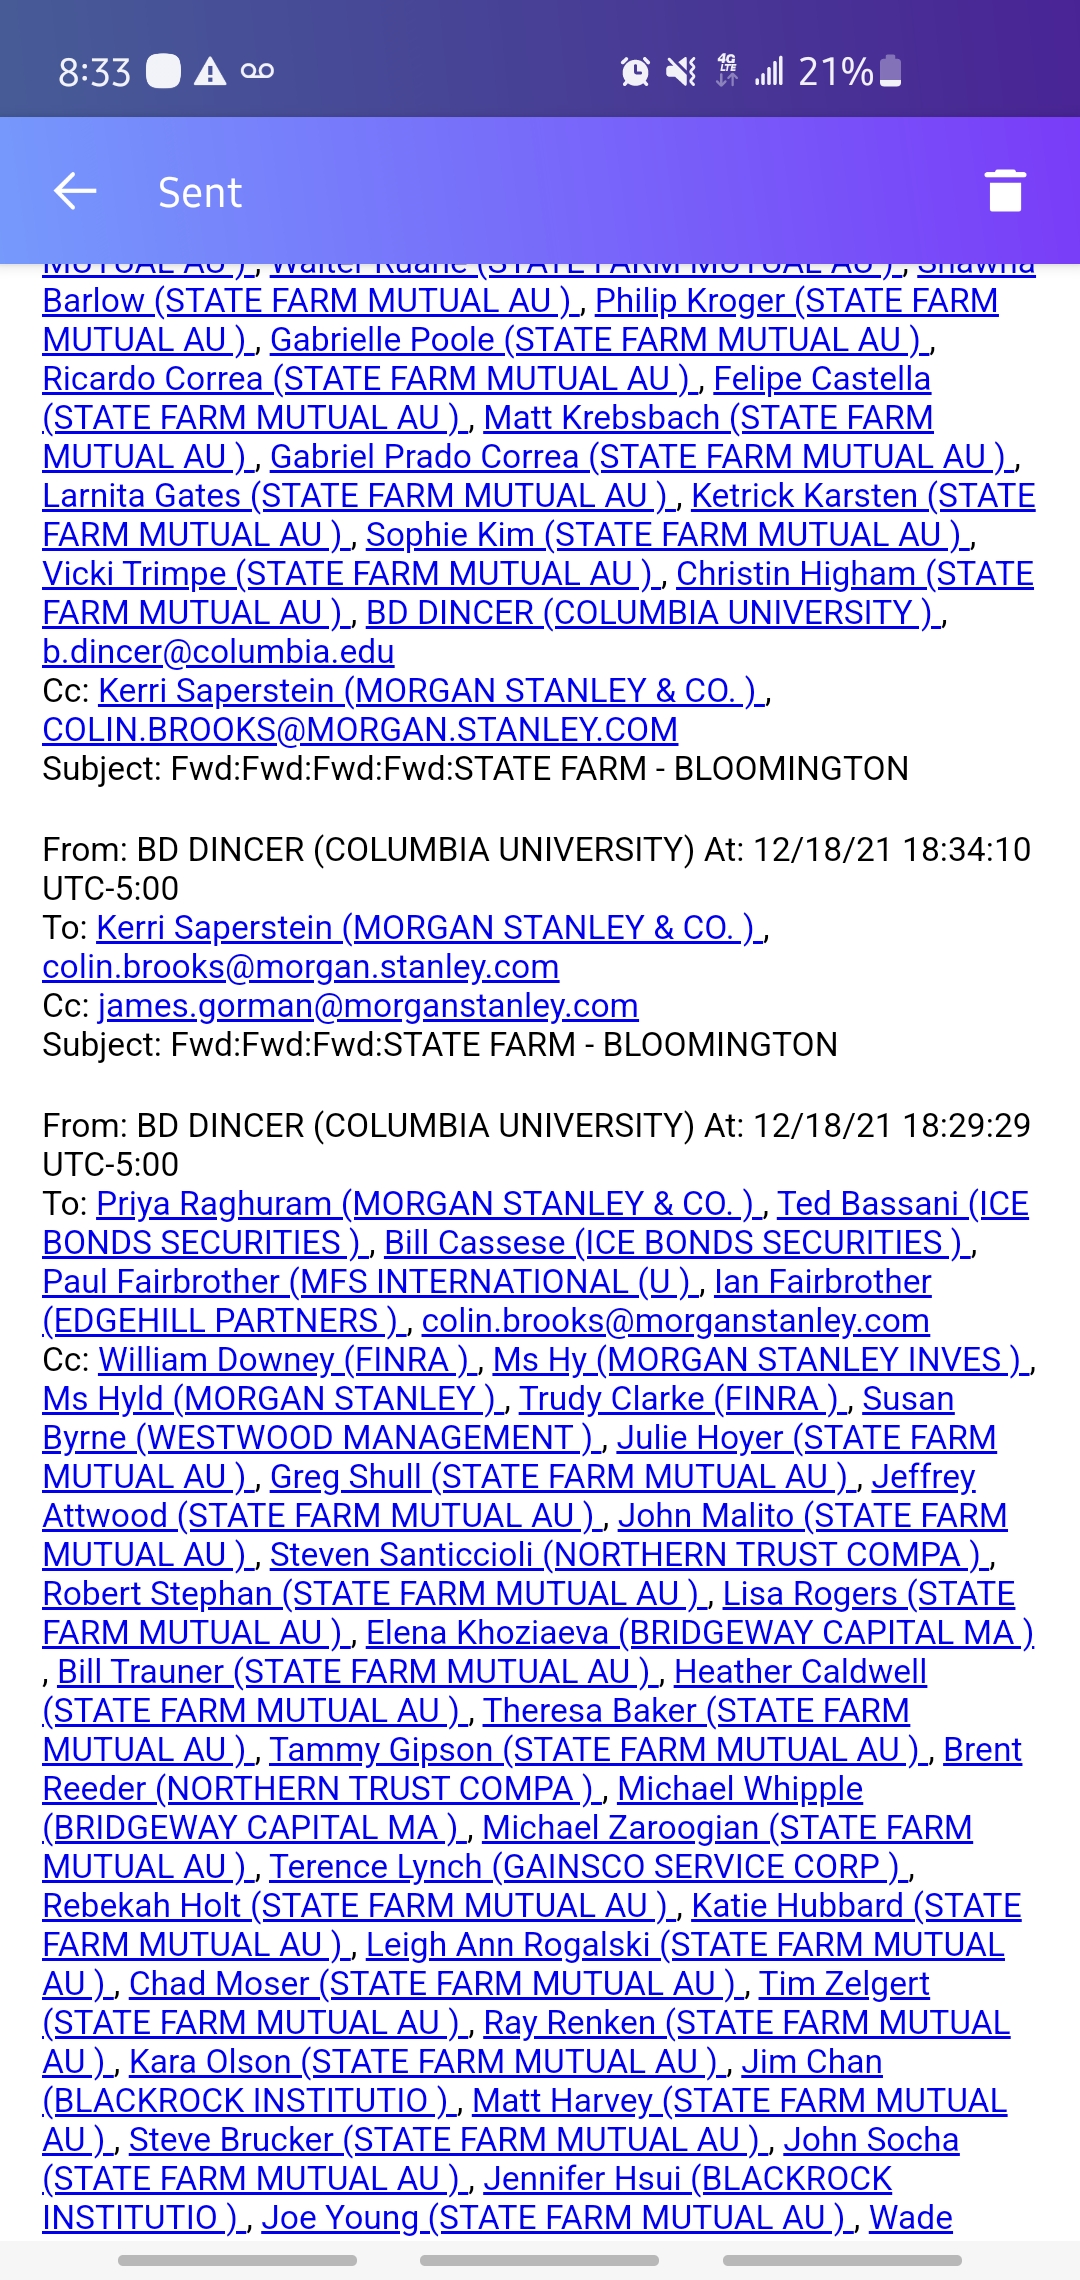 8:33
4G
LTE
21%
Sent
MUTUAL AU ) , Walter Ruane (STATE FARM MUTUAL AU ) , Shawna
Barlow (STATE FARM MUTUAL AU ) , Philip Kroger (STATE FARM
MUTUAL AU ) , Gabrielle Poole (STATE FARM MUTUAL AU ) ,
Ricardo Correa (STATE FARM MUTUAL AU ) , Felipe Castella
(STATE FARM MUTUAL AU ) , Matt Krebsbach (STATE FARM
MUTUAL AU ) , Gabriel Prado Correa (STATE FARM MUTUAL AU ) ,
Larnita Gates (STATE FARM MUTUAL AU ) , Ketrick Karsten (STATE
FARM MUTUAL AU ) , Sophie Kim (STATE FARM MUTUAL AU ) ,
Vicki Trimpe (STATE FARM MUTUAL AU ) , Christin Higham (STATE
FARM MUTUAL AU ) , BD DINCER (COLUMBIA UNIVERSITY ) ,
b.dincer@columbia.edu
Cc: Kerri Saperstein (MORGAN STANLEY & CO. ) ,
COLIN.BROOKS@MORGAN.STANLEY.COM
Subject: Fwd:Fwd:Fwd:Fwd:STATE FARM - BLOOMINGTON
From: BD DINCER (COLUMBIA UNIVERSITY) At: 12/18/21 18:34:10
UTC-5:00
To: Kerri Saperstein (MORGAN STANLEY & CO. ) ,
colin.brooks@morgan.stanley.com
Cc: james.gorman@morganstanley.com
Subject: Fwd:Fwd:Fwd:STATE FARM - BLOOMINGTON
From: BD DINCER (COLUMBIA UNIVERSITY) At: 12/18/21 18:29:29
UTC-5:00
To: Priya Raghuram (MORGAN STANLEY & CO. ) , Ted Bassani (ICE
BONDS SECURITIES ) , Bill Cassese (ICE BONDS SECURITIES ) ,
Paul Fairbrother (MFS INTERNATIONAL (U ) , Ian Fairbrother
(EDGEHILL PARTNERS ) , colin.brooks@morganstanley.com
Cc: William Downey (FINRA ) , Ms Hy (MORGAN STANLEY INVES ) ,
Ms Hyld (MORGAN STANLEY ) , Trudy Clarke (FINRA ) , Susan
Byrne (WESTWOOD MANAGEMENT ) , Julie Hoyer (STATE FARM
MUTUAL AU ) , Greg Shull (STATE FARM MUTUAL AU ) , Jeffrey
Attwood (STATE FARM MUTUAL AU ) , John Malito (STATE FARM
MUTUAL AU ) , Steven Santiccioli (NORTHERN TRUST COMPA ) ,
Robert Stephan (STATE FARM MUTUAL AU ) , Lisa Rogers (STATE
FARM MUTUAL AU ) , Elena Khoziaeva (BRIDGEWAY CAPITAL MA )
, Bill Trauner (STATE FARM MUTUAL AU ) , Heather Caldwell
(STATE FARM MUTUAL AU ) , Theresa Baker (STATE FARM
MUTUAL AU ) , Tammy Gipson (STATE FARM MUTUAL AU ) , Brent
Reeder (NORTHERN TRUST COMPA ) , Michael Whipple
(BRIDGEWAY CAPITAL MA ) , Michael Zaroogian (STATE FARM
MUTUAL AU ) , Terence Lynch (GAINSCO SERVICE CORP ) ,
Rebekah Holt (STATE FARM MUTUAL AU ) , Katie Hubbard (STATE
FARM MUTUAL AU ) , Leigh Ann Rogalski (STATE FARM MUTUAL
AU ) , Chad Moser (STATE FARM MUTUAL AU ) , Tim Zelgert
(STATE FARM MUTUAL AU ) , Ray Renken (STATE FARM MUTUAL
AU ) , Kara Olson (STATE FARM MUTUAL AU ) , Jim Chan
(BLACKROCK INSTITUTIO ) , Matt Harvey (STATE FARM MUTUAL
AU ) , Steve Brucker (STATE FARM MUTUAL AU ) , John Socha
(STATE FARM MUTUAL AU ) , Jennifer Hsui (BLACKROCK
INSTITUTIO ) , Joe Young (STATE FARM MUTUAL AU ) , Wade